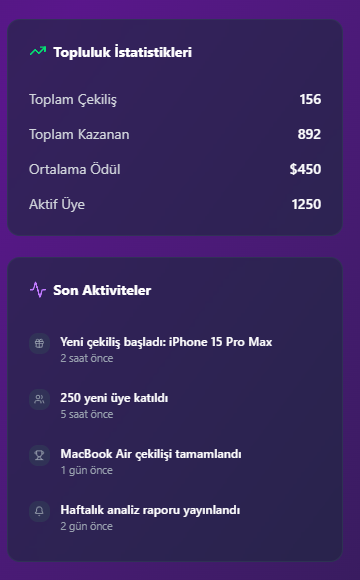 Topluluk İstatistikleri
Toplam Çekiliş 156
Toplam Kazanan 892
Ortalama Ödül $450
Aktif Üye 1250
Son Aktiviteler
Yeni çekiliş başladı: iPhone 15 Pro Max
2 saat önce
250 yeni üye katıldı
5 saat önce
MacBook Air çekilişi tamamlandı
1 gün önce
Haftalık analiz raporu yayınlandı
2 gün önce